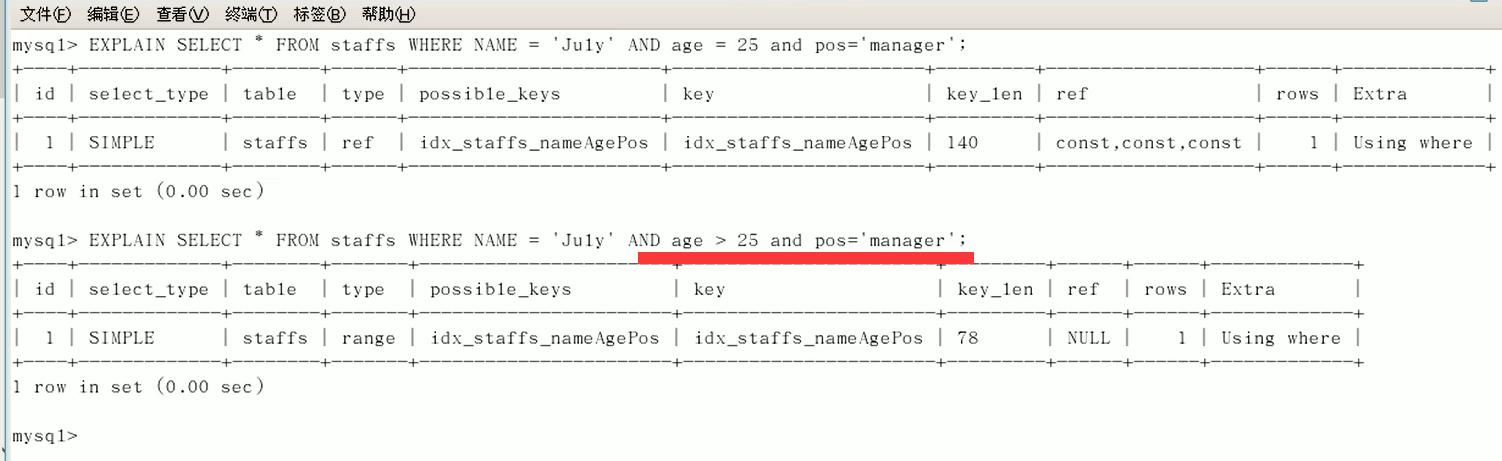 文件(F) 编辑(E) 查看(V) 终端(T) 标签(B) 帮助(H)
mysql> EXPLAIN SELECT * FROM staffs WHERE NAME = 'July' AND age = 25 and pos='manager';
+----+-------------+--------+------+-----------------------+-----------------------+---------+-------------------+------+-------------+
| id | select_type | table | type | possible_keys | key | key_len | ref | rows | Extra |
+----+-------------+--------+------+-----------------------+-----------------------+---------+-------------------+------+-------------+
| 1 | SIMPLE | staffs | ref | idx_staffs_nameAgePos | idx_staffs_nameAgePos | 140 | const,const,const | 1 | Using where |
+----+-------------+--------+------+-----------------------+-----------------------+---------+-------------------+------+-------------+
1 row in set (0.00 sec)
mysql> EXPLAIN SELECT * FROM staffs WHERE NAME = 'July' AND age > 25 and pos='manager';
+----+-------------+--------+-------+-----------------------+-----------------------+---------+------+------+-------------+
| id | select_type | table | type | possible_keys | key | key_len | ref | rows | Extra |
+----+-------------+--------+-------+-----------------------+-----------------------+---------+------+------+-------------+
| 1 | SIMPLE | staffs | range | idx_staffs_nameAgePos | idx_staffs_nameAgePos | 78 | NULL | 1 | Using where |
+----+-------------+--------+-------+-----------------------+-----------------------+---------+------+------+-------------+
1 row in set (0.00 sec)
mysql>